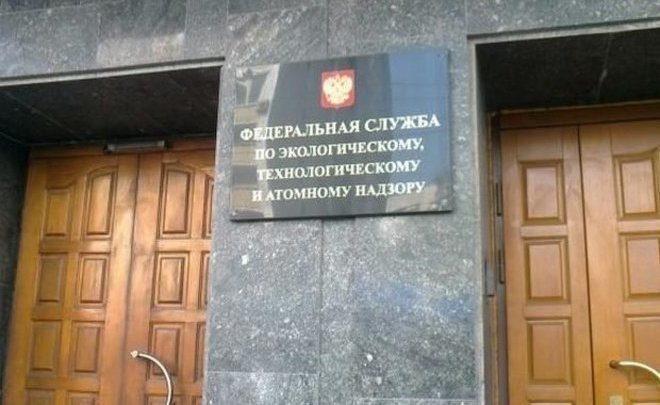 ФЕДЕРАЛЬНАЯ СЛУЖБА
ПО ЭКОЛОГИЧЕСКОМУ,
ТЕХНОЛОГИЧЕСКОМУ
И АТОМНОМУ НАДЗОРУ